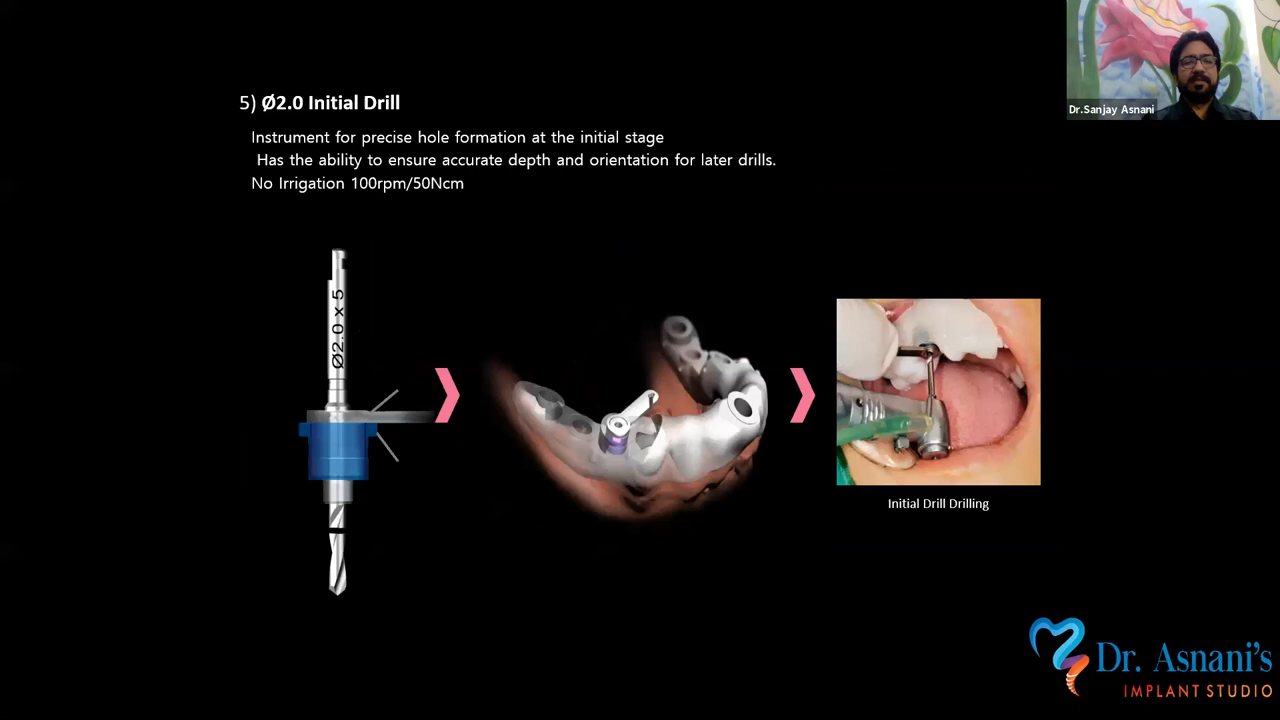 5) Ø2.0 Initial Drill
Instrument for precise hole formation at the initial stage
Has the ability to ensure accurate depth and orientation for later drills.
No Irrigation 100rpm/50Ncm
Dr.Sanjay Asnani
Ø2.0 x 5
Initial Drill Drilling
Dr. Asnani's
IMPLANT STUDIO